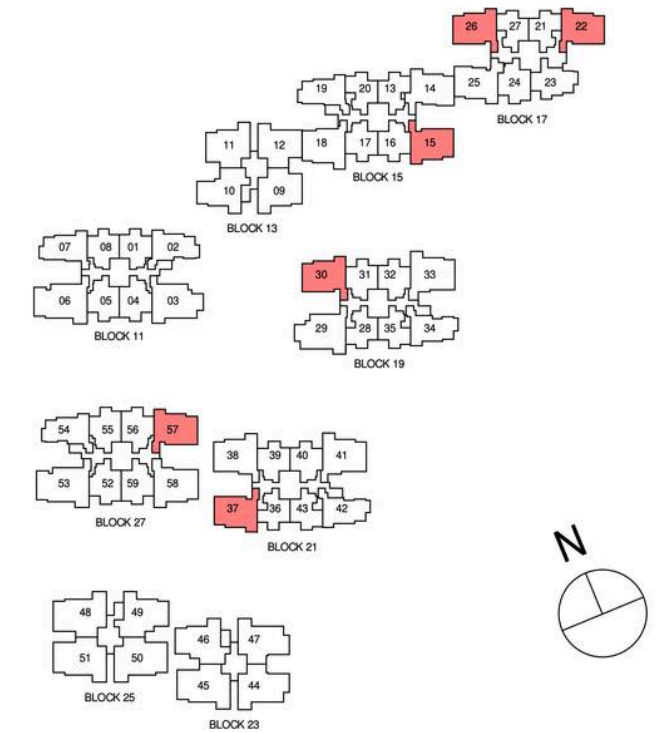 26 27 21 22
25 24 23
BLOCK 17
19 20 13 14
18 17 16 15
BLOCK 15
11 12
10 09
BLOCK 13
07 08 01 02
06 05 04 03
BLOCK 11
30 31 32 33
29 28 35 34
BLOCK 19
54 55 56 57
53 52 59 58
BLOCK 27
38 39 40 41
37 36 43 42
BLOCK 21
N
48 49
51 50
BLOCK 25
46 47
45 44
BLOCK 23